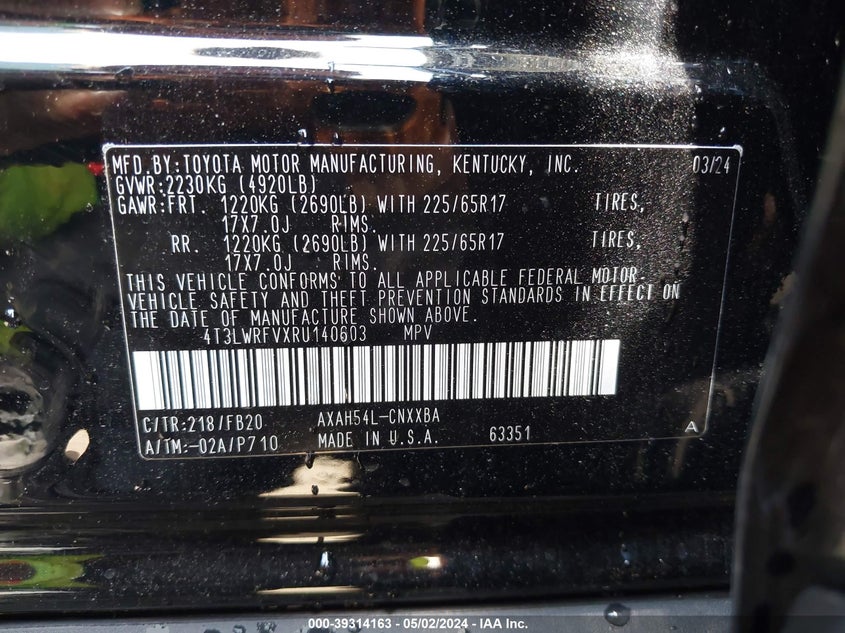 MFD.BY:TOYOTA MOTOR MANUFACTURING, KENTUCKY, INC. 03/24
GVWR:2230KG (4920LB)
GAWR:FRT. 1220KG (2690LB) WITH 225/65R17 TIRES,
17X7.0J RIMS.
RR. 1220KG (2690LB) WITH 225/65R17 TIRES,
17X7.0J RIMS.
THIS VEHICLE CONFORMS TO ALL APPLICABLE FEDERAL MOTOR
VEHICLE SAFETY AND THEFT PREVENTION STANDARDS IN EFFECT ON
THE DATE OF MANUFACTURE SHOWN ABOVE.
4T3LWRFVXRU140603 MPV
C/TR:218/FB20 AXAH54L-CNXXBA
A/TM:-02A/P710 MADE IN U.S.A. 63351 A
000-39314163 - 05/02/2024 - IAA Inc.